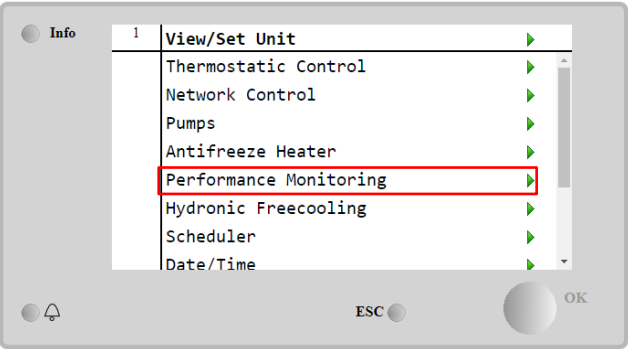 Info
1 View/Set Unit
Thermostatic Control
Network Control
Pumps
Antifreeze Heater
Performance Monitoring
Hydronic Freecooling
Scheduler
Date/Time
ESC
OK